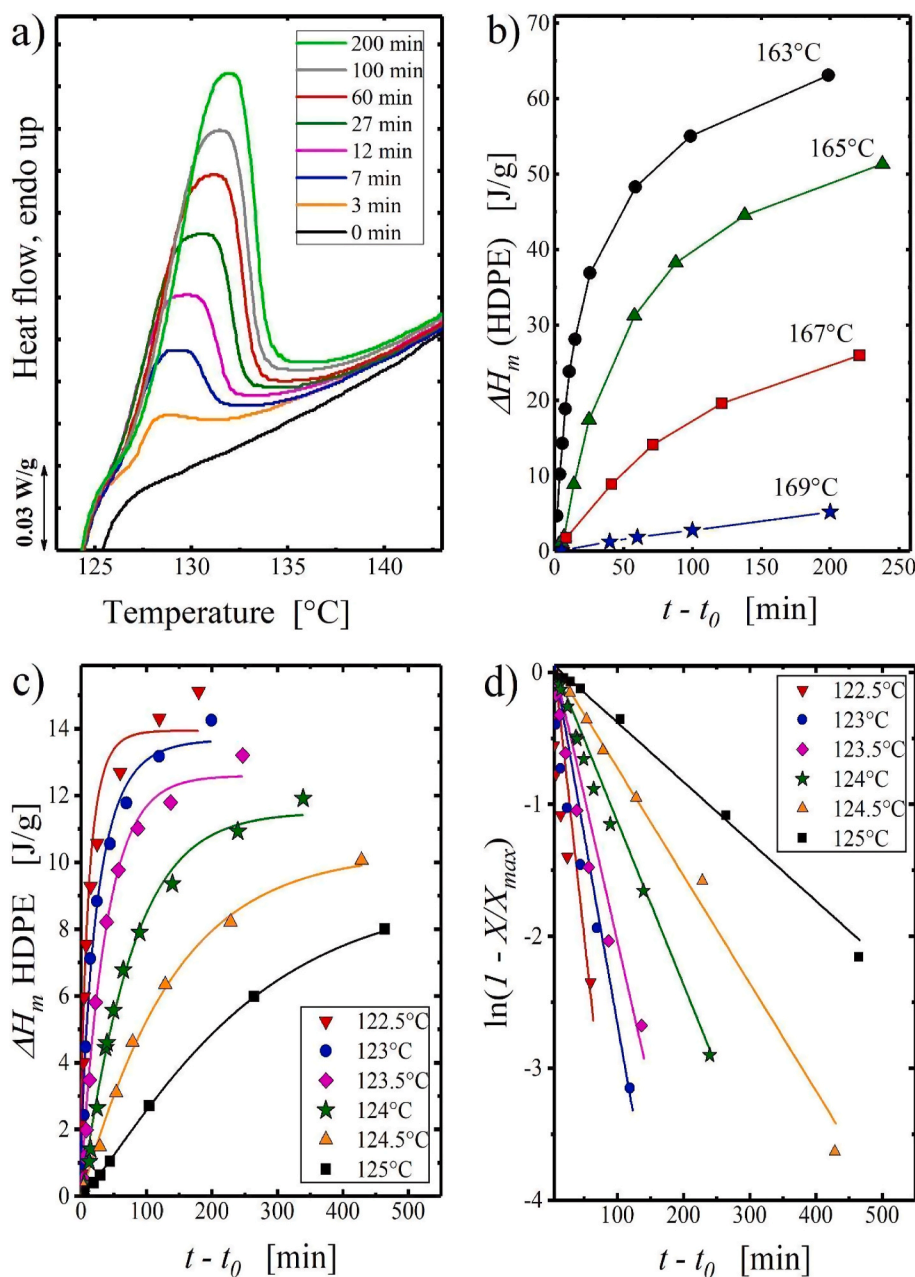 a)
200 min
100 min
60 min
27 min
12 min
7 min
3 min
0 min
Heat flow, endo up
0.03 W/g
125 130 135 140
Temperature [°C]
b)
70
60
50
40
30
20
10
0
163°C
165°C
167°C
169°C
ΔHm (HDPE) [J/g]
0 50 100 150 200 250
t - t0 [min]
c)
14
12
10
8
6
4
2
0
ΔHm HDPE [J/g]
122.5°C
123°C
123.5°C
124°C
124.5°C
125°C
0 100 200 300 400 500
t - t0 [min]
d)
0
-1
-2
-3
-4
ln(1 - X/Xmax)
122.5°C
123°C
123.5°C
124°C
124.5°C
125°C
100 200 300 400 500
t - t0 [min]